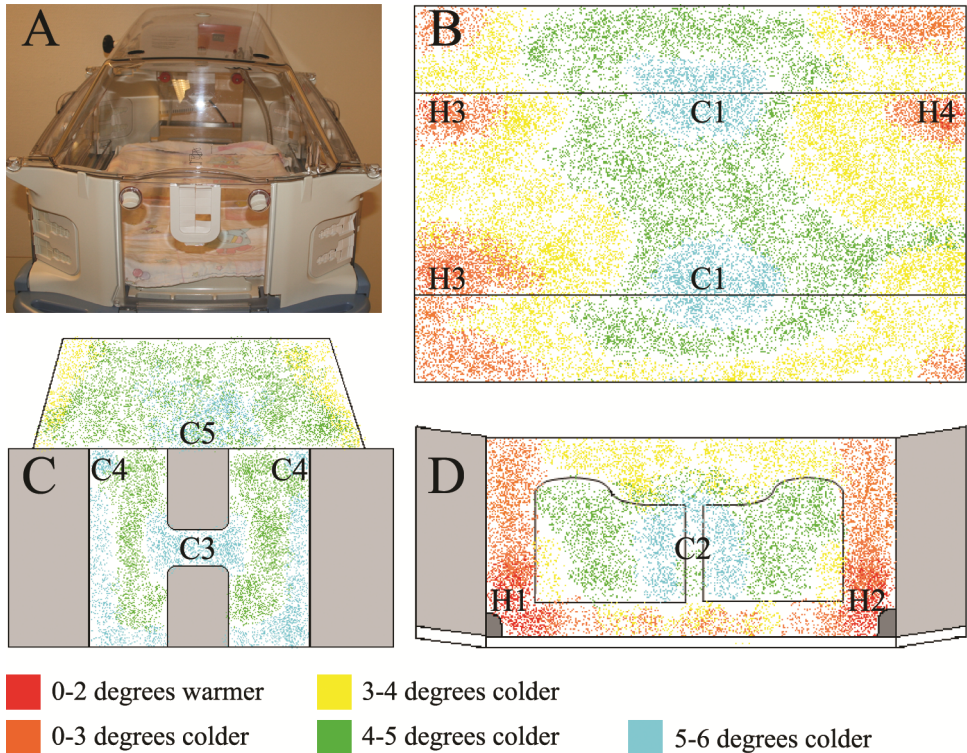 A
B
H3
C1
H4
H3
C1
C5
C
C4
C4
C3
D
C2
H1
H2
0-2 degrees warmer
3-4 degrees colder
0-3 degrees colder
4-5 degrees colder
5-6 degrees colder